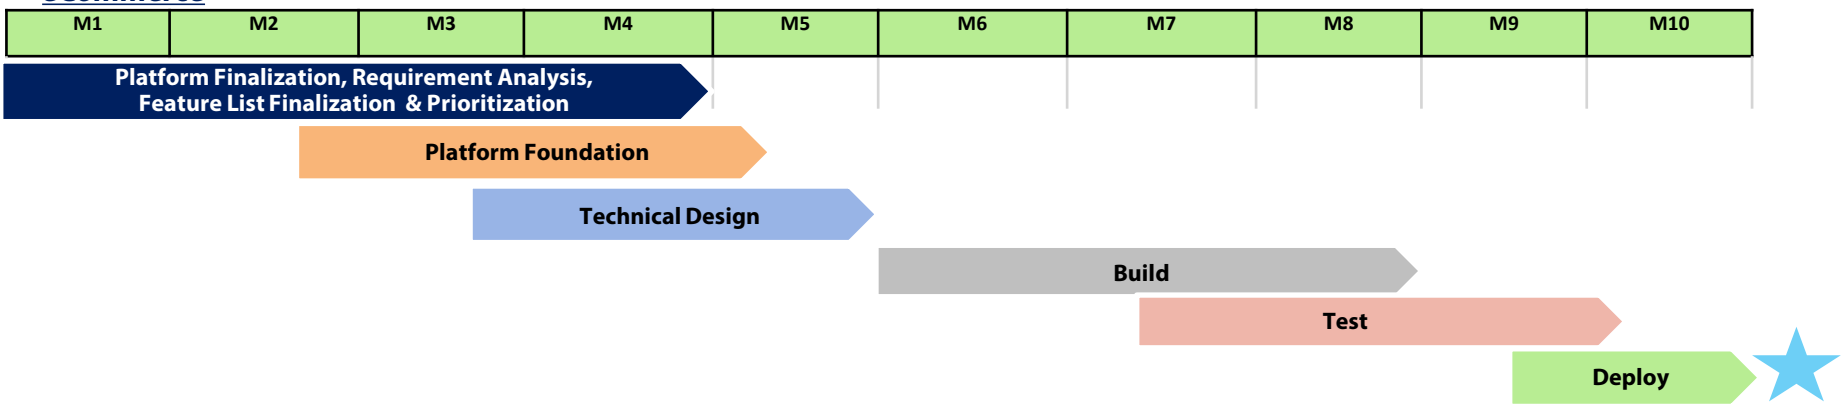 M1 M2 M3 M4 M5 M6 M7 M8 M9 M10
Platform Finalization, Requirement Analysis,
Feature List Finalization & Prioritization
Platform Foundation
Technical Design
Build
Test
Deploy